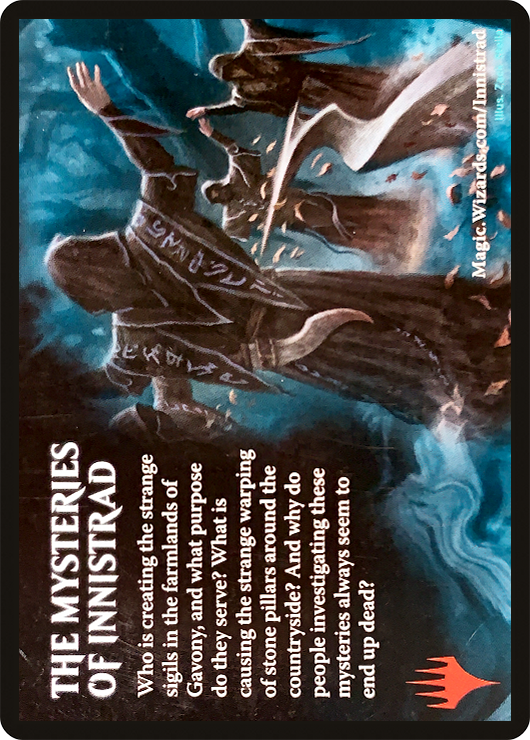 THE MYSTERIES
OF INNISTRAD
Who is creating the strange
sigils in the farmlands of
Gavony, and what purpose
do they serve? What is
causing the strange warping
of stone pillars around the
countryside? And why do
people investigating these
mysteries always seem to
end up dead?
Magic.Wizards.com/Innistrad
Illus.